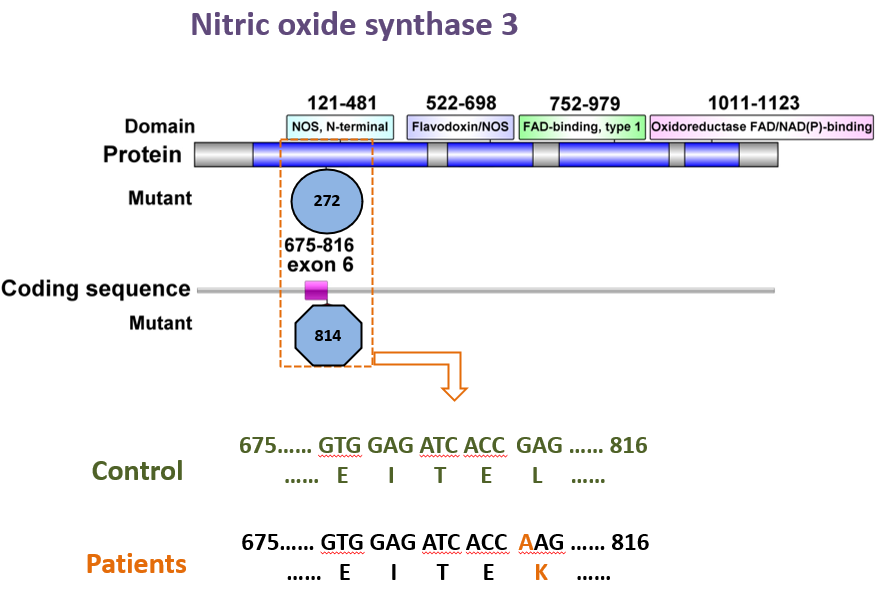 Nitric oxide synthase 3
121-481 522-698 752-979 1011-1123
Domain NOS, N-terminal Flavodoxin/NOS FAD-binding, type 1 Oxidoreductase FAD/NAD(P)-binding
Protein
Mutant 272
675-816
exon 6
Coding sequence
Mutant 814
675...... GTG GAG ATC ACC GAG ...... 816
Control
...... E I T E L ......
675...... GTG GAG ATC ACC AAG ...... 816
Patients
...... E I T E K ......